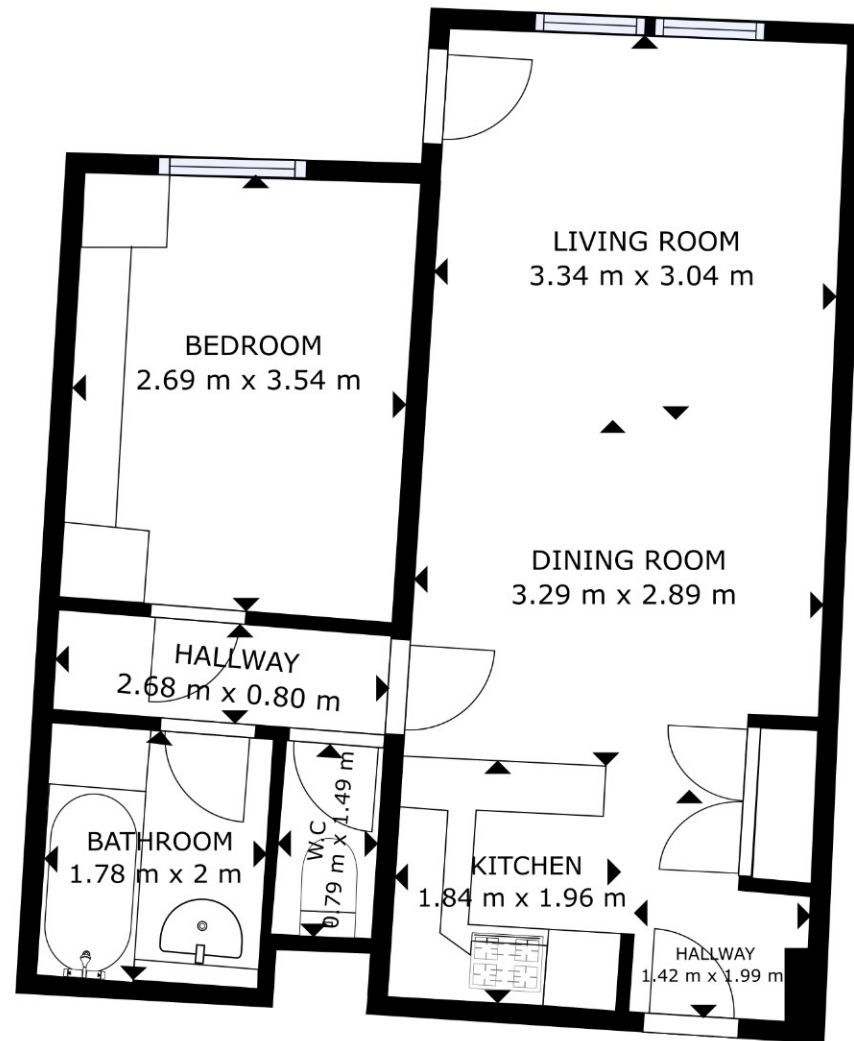 LIVING ROOM
3.34 m x 3.04 m
BEDROOM
2.69 m x 3.54 m
DINING ROOM
3.29 m x 2.89 m
HALLWAY
2.68 m x 0.80 m
BATHROOM
1.78 m x 2 m
W.C
0.79 m x 1.49 m
KITCHEN
1.84 m x 1.96 m
HALLWAY
1.42 m x 1.99 m